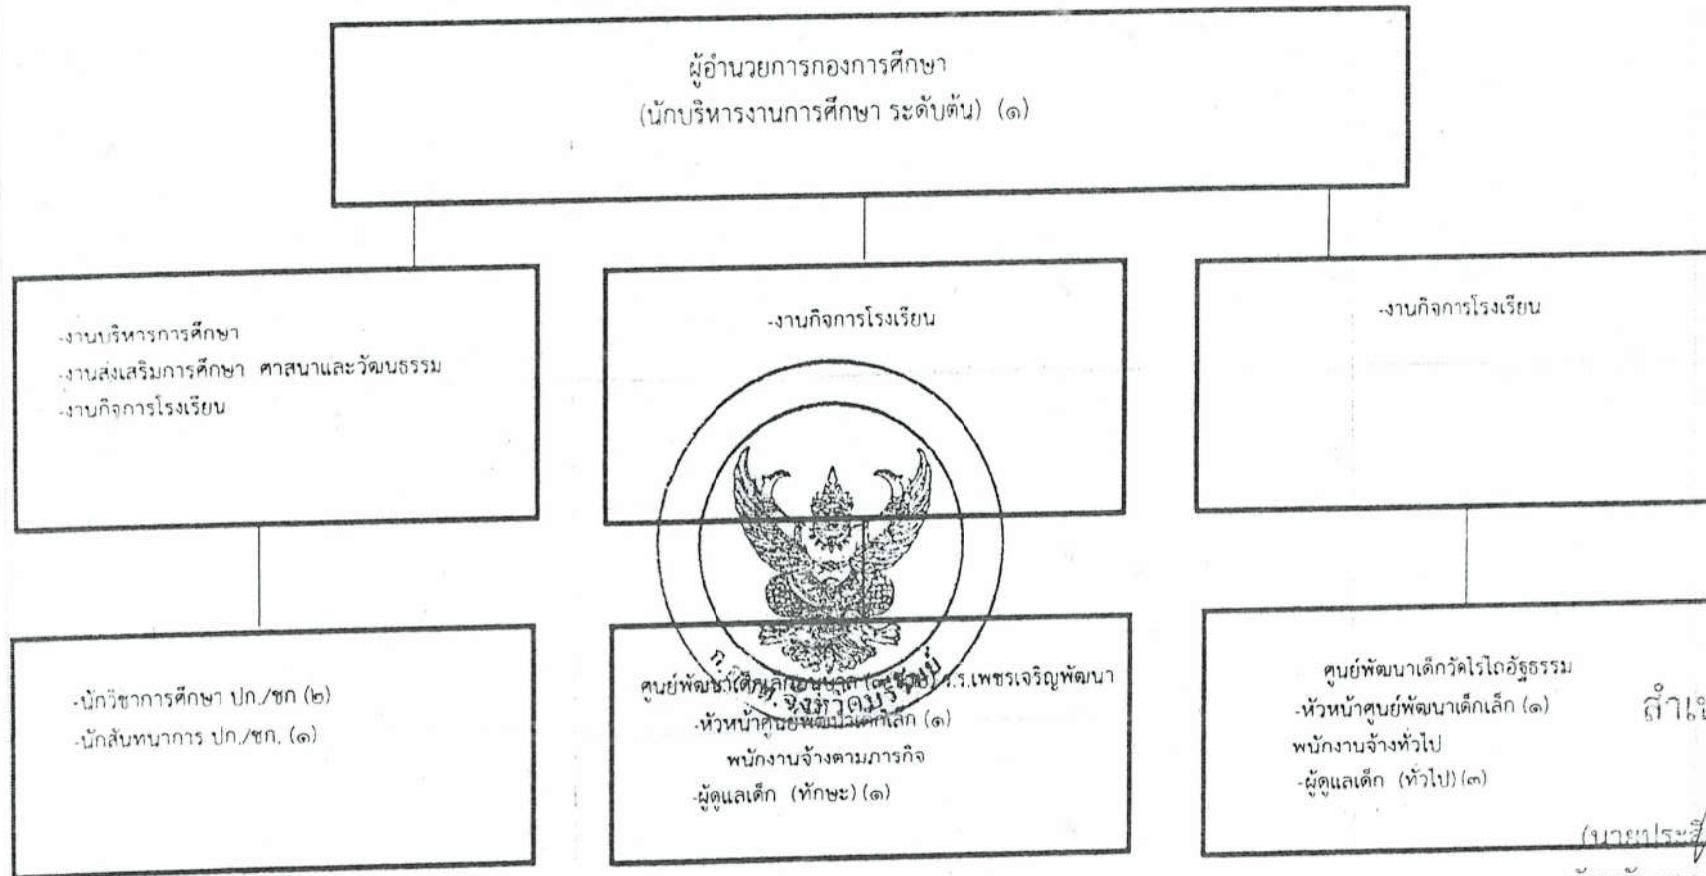 ผู้อำนวยการกองการศึกษา
(นักบริหารงานการศึกษา ระดับต้น) (๑)
-งานบริหารการศึกษา
-งานส่งเสริมการศึกษา ศาสนาและวัฒนธรรม
-งานกิจการโรงเรียน
-งานกิจการโรงเรียน
-งานกิจการโรงเรียน
-นักวิชาการศึกษา ปก./ชก (๒)
-นักสันทนาการ ปก./ชก. (๑)
ร.ร.เพชรเจริญพัฒนา
-หัวหน้าศูนย์พัฒนาเด็กเล็ก (๑)
พนักงานจ้างตามภารกิจ
-ผู้ดูแลเด็ก (ทักษะ) (๑)
ศูนย์พัฒนาเด็กวัดไรไถอัฐธรรม
-หัวหน้าศูนย์พัฒนาเด็กเล็ก (๑)
พนักงานจ้างทั่วไป
-ผู้ดูแลเด็ก (ทั่วไป) (๓)